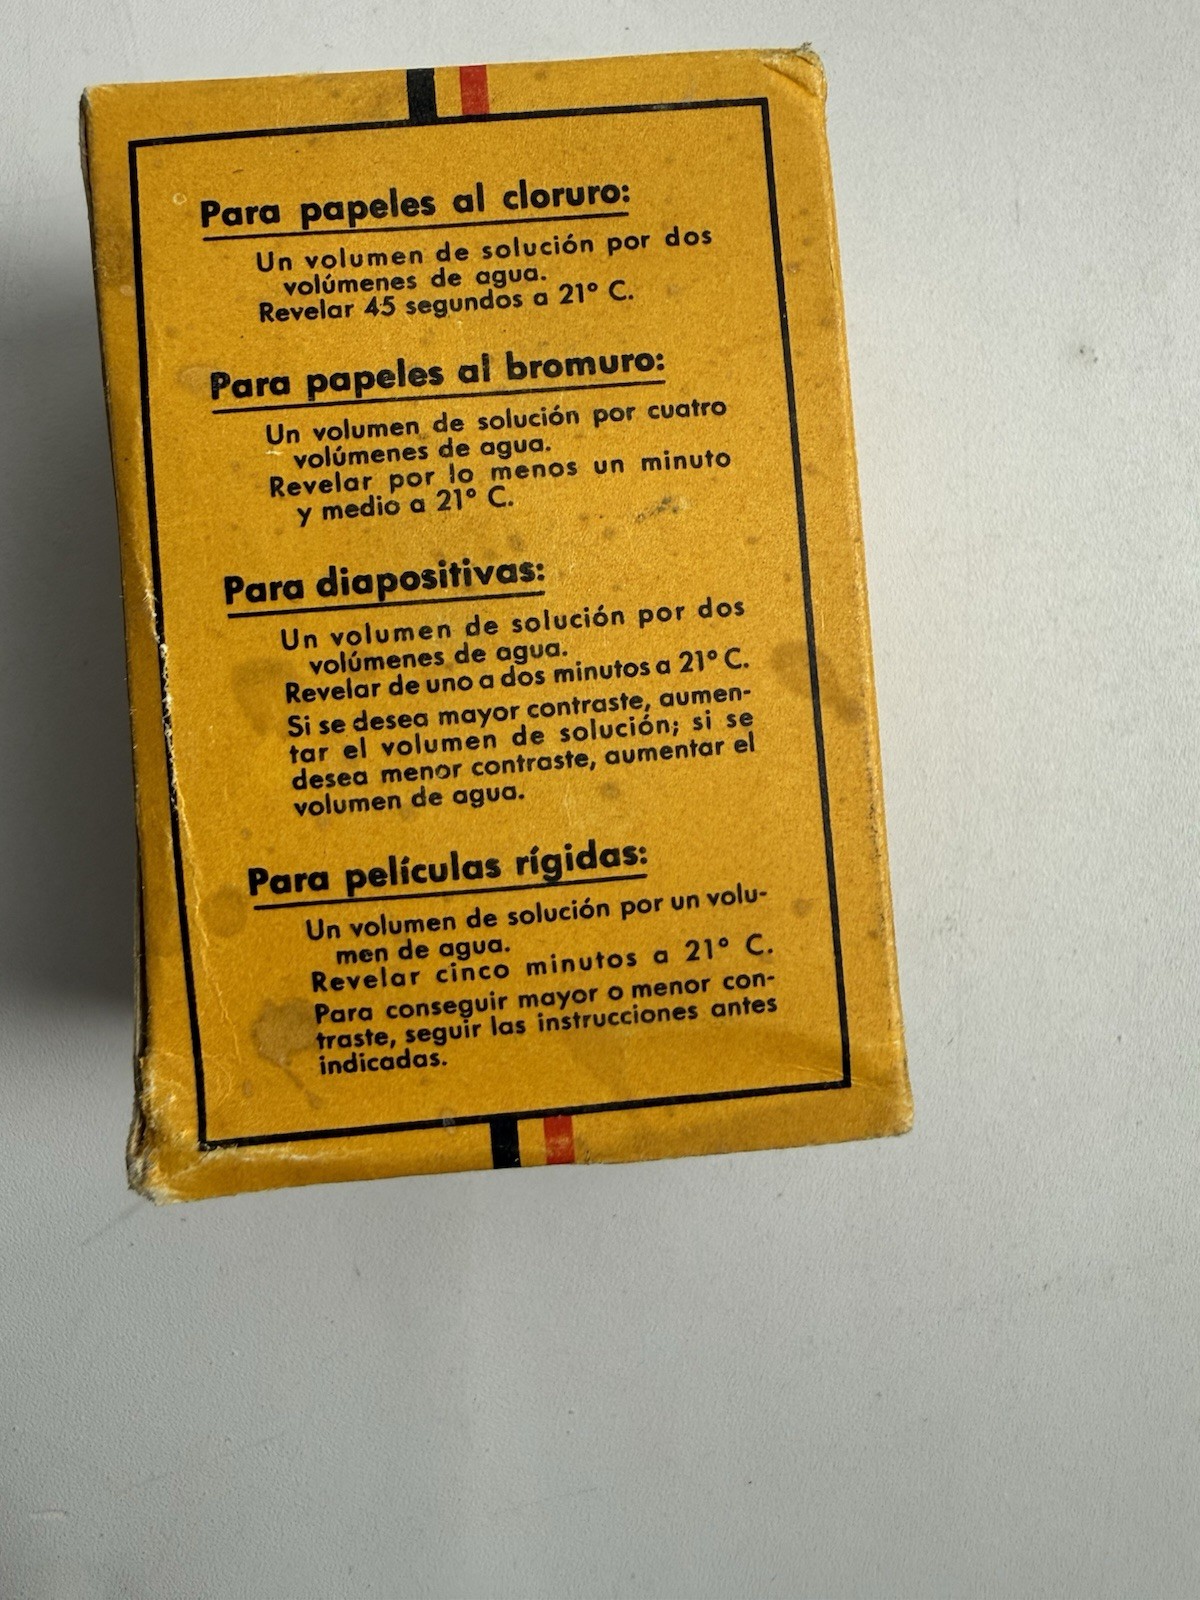 Para papeles al cloruro:
Un volumen de solución por dos
volúmenes de agua.
Revelar 45 segundos a 21° C.
Para papeles al bromuro:
Un volumen de solución por cuatro
volúmenes de agua.
Revelar por lo menos un minuto
y medio a 21° C.
Para diapositivas:
Un volumen de solución por dos
volúmenes de agua.
Revelar de uno a dos minutos a 21° C.
Si se desea mayor contraste, aumen-
tar el volumen de solución; si se
desea menor contraste, aumentar el
volumen de agua.
Para películas rígidas:
Un volumen de solución por un volu-
men de agua.
Revelar cinco minutos a 21° C.
Para conseguir mayor o menor con-
traste, seguir las instrucciones antes
indicadas.